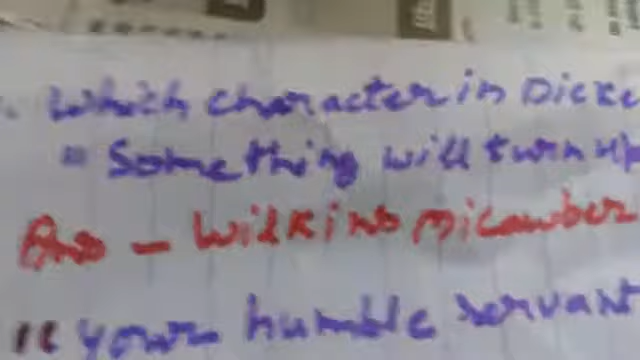 Which character in Dicke
" Something will turn up
Ans - Wilkins Micawber
" your humble servant